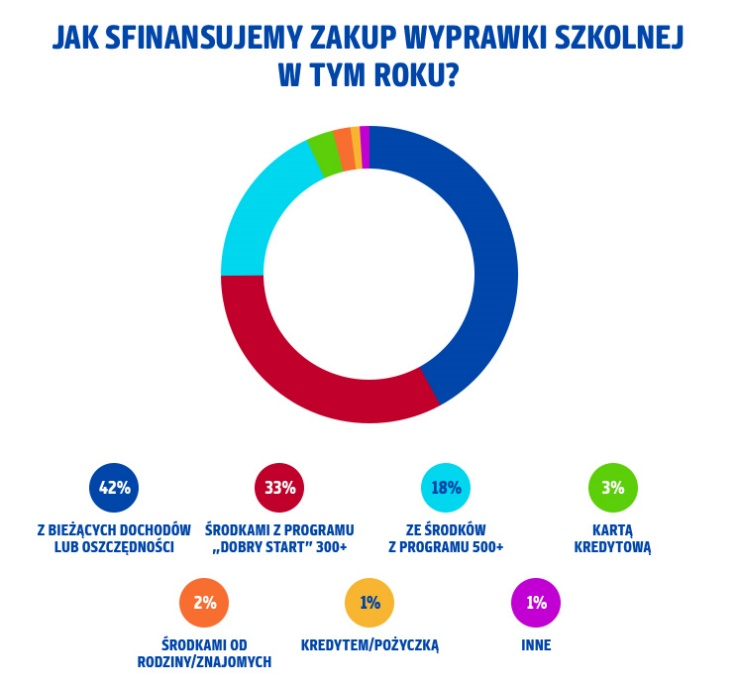 JAK SFINANSUJEMY ZAKUP WYPRAWKI SZKOLNEJ
W TYM ROKU?
42%
Z BIEŻĄCYCH DOCHODÓW
LUB OSZCZĘDNOŚCI
33%
ŚRODKAMI Z PROGRAMU
„DOBRY START” 300+
18%
ZE ŚRODKÓW
Z PROGRAMU 500+
3%
KARTĄ
KREDYTOWĄ
2%
ŚRODKAMI OD
RODZINY/ZNAJOMYCH
1%
KREDYTEM/POŻYCZKĄ
1%
INNE